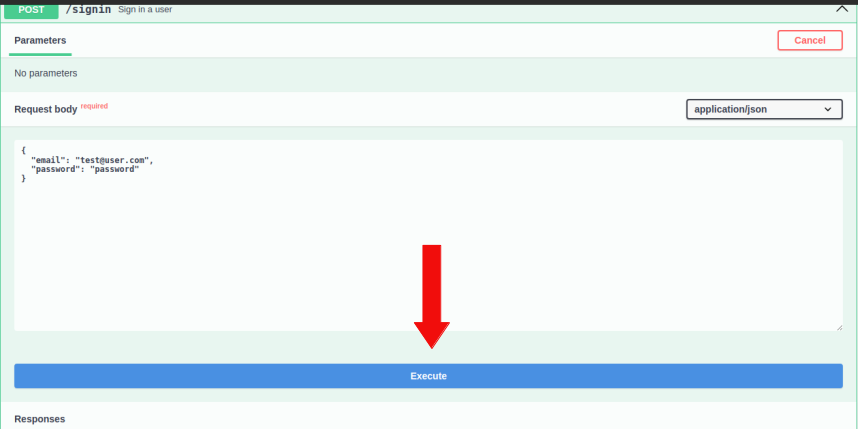 POST /signin Sign in a user
Parameters Cancel
No parameters
Request body required application/json
{
"email": "test@user.com",
"password": "password"
}
Execute
Responses